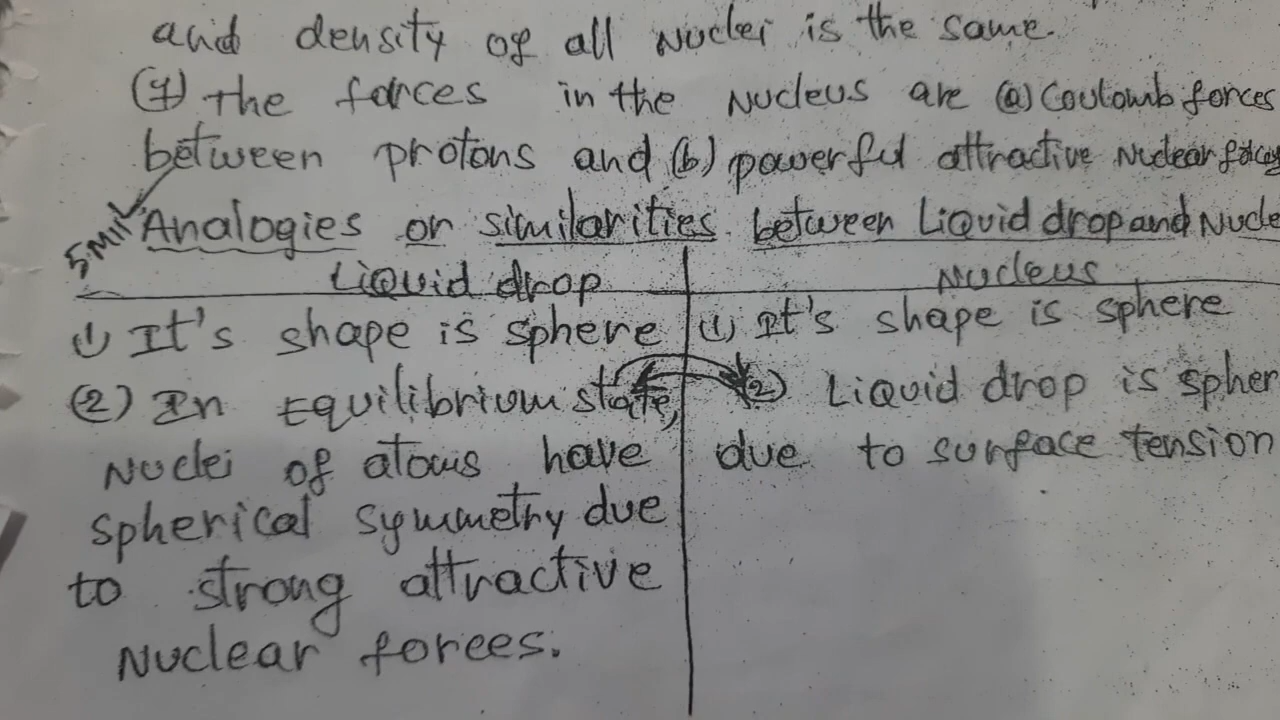 and density of all nuclei is the same.
(4) the forces in the nucleus are (a) Coulomb forces
between protons and (b) powerful attractive nuclear forces
5 MK Analogies or similarities between Liquid drop and Nucle
Liquid drop
Nucleus
(1) It's shape is sphere
(1) It's shape is sphere
(2) In Equilibrium state,
Nuclei of atoms have
spherical symmetry due
to strong attractive
Nuclear forces.
(2) Liquid drop is spher
due to surface tension